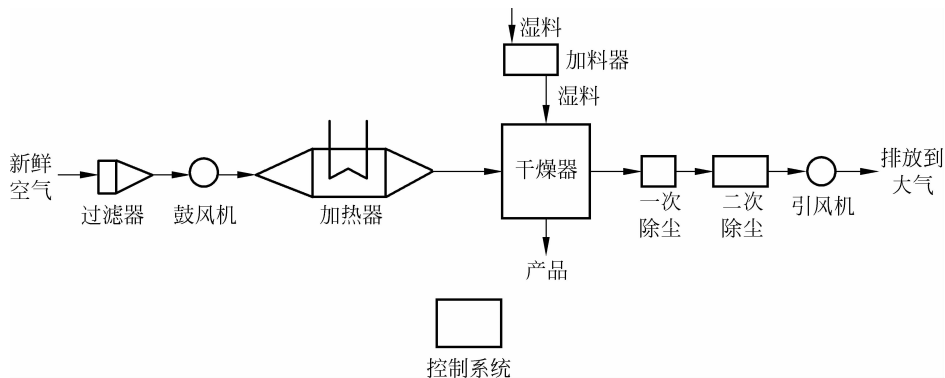 湿料
加料器
湿料
新鲜
空气
过滤器
鼓风机
加热器
干燥器
一次
除尘
二次
除尘
引风机
排放到
大气
产品
控制系统